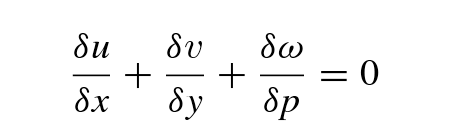 δu/δx + δv/δy + δω/δp = 0